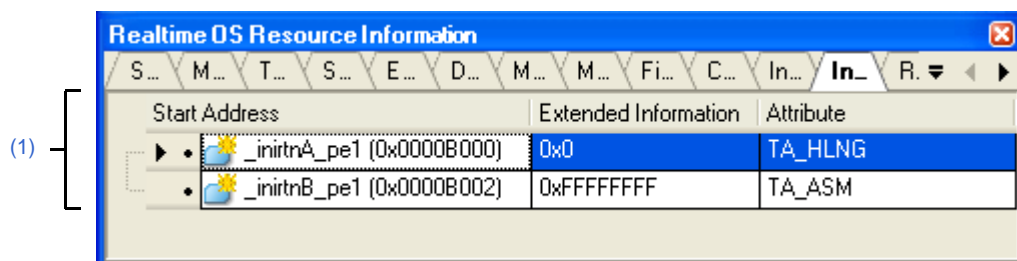 Realtime OS Resource Information
S... M... T... S... E... D... M... M... Fi... C... In... In... R.
Start Address Extended Information Attribute
(1)
_inirtnA_pe1 (0x0000B000) 0x0 TA_HLNG
_inirtnB_pe1 (0x0000B002) 0xFFFFFFFF TA_ASM